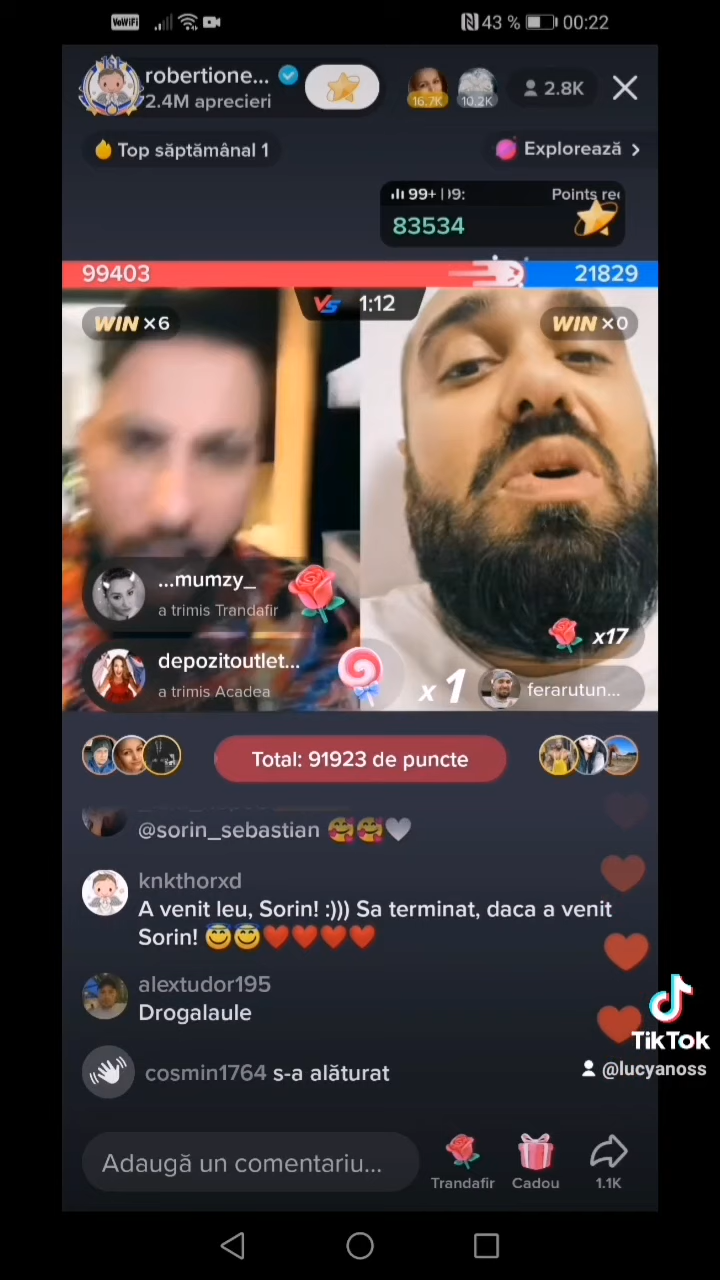 VoWiFi
43 % 00:22
robertione...
2.4M aprecieri
16.7K
10.2K
2.8K
Top săptămânal 1
Explorează
99+
Points re
83534
99403
21829
WIN x6
VS 1:12
WIN x0
...mumzy_
a trimis Trandafir
x17
depozitoutlet...
a trimis Acadea
x 1
ferarutun...
Total: 91923 de puncte
@sorin_sebastian 🥰🥰🤍
knkthorxd
A venit leu, Sorin! :))) Sa terminat, daca a venit
Sorin! 😇😇❤️❤️❤️❤️
alextudor195
Drogalaule
cosmin1764 s-a alăturat
TikTok
@lucyanoss
Adaugă un comentariu...
Trandafir
Cadou
1.1K